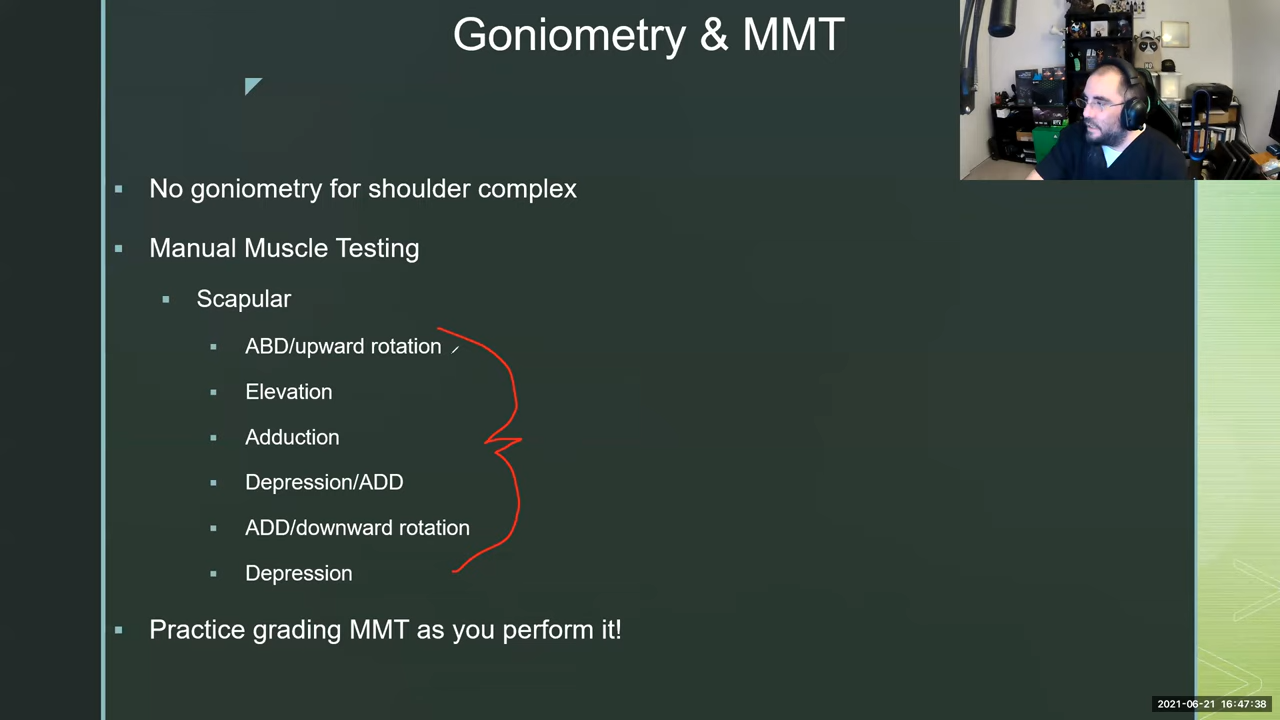 Goniometry & MMT
No goniometry for shoulder complex
Manual Muscle Testing
Scapular
ABD/upward rotation
Elevation
Adduction
Depression/ADD
ADD/downward rotation
Depression
Practice grading MMT as you perform it!
2021-06-21 16:47:38